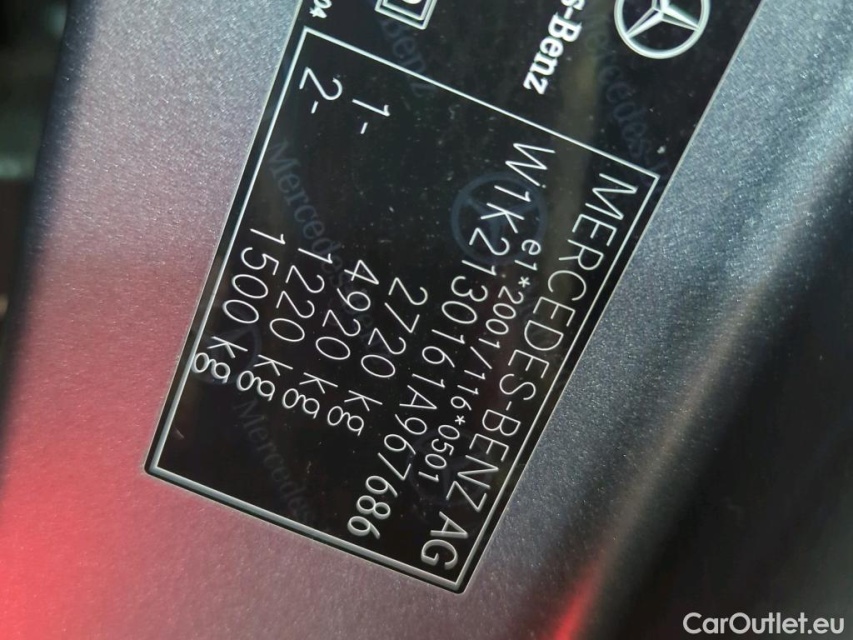 s-Benz
MERCEDES-BENZ AG
e1*2001/116*0501
W1K2130161A967686
2720 kg
4920 kg
1- 1220 kg
2- 1500 kg
CarOutlet.eu